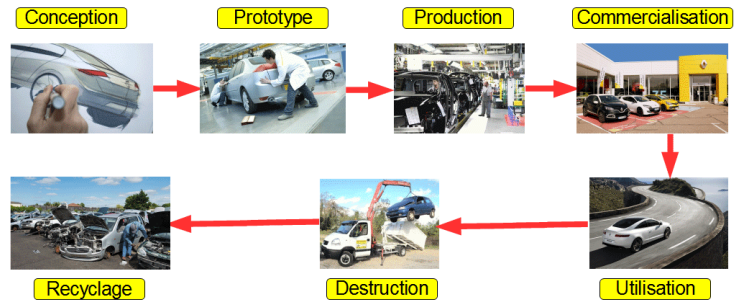 Conception
Prototype
Production
Commercialisation
Recyclage
Destruction
Utilisation